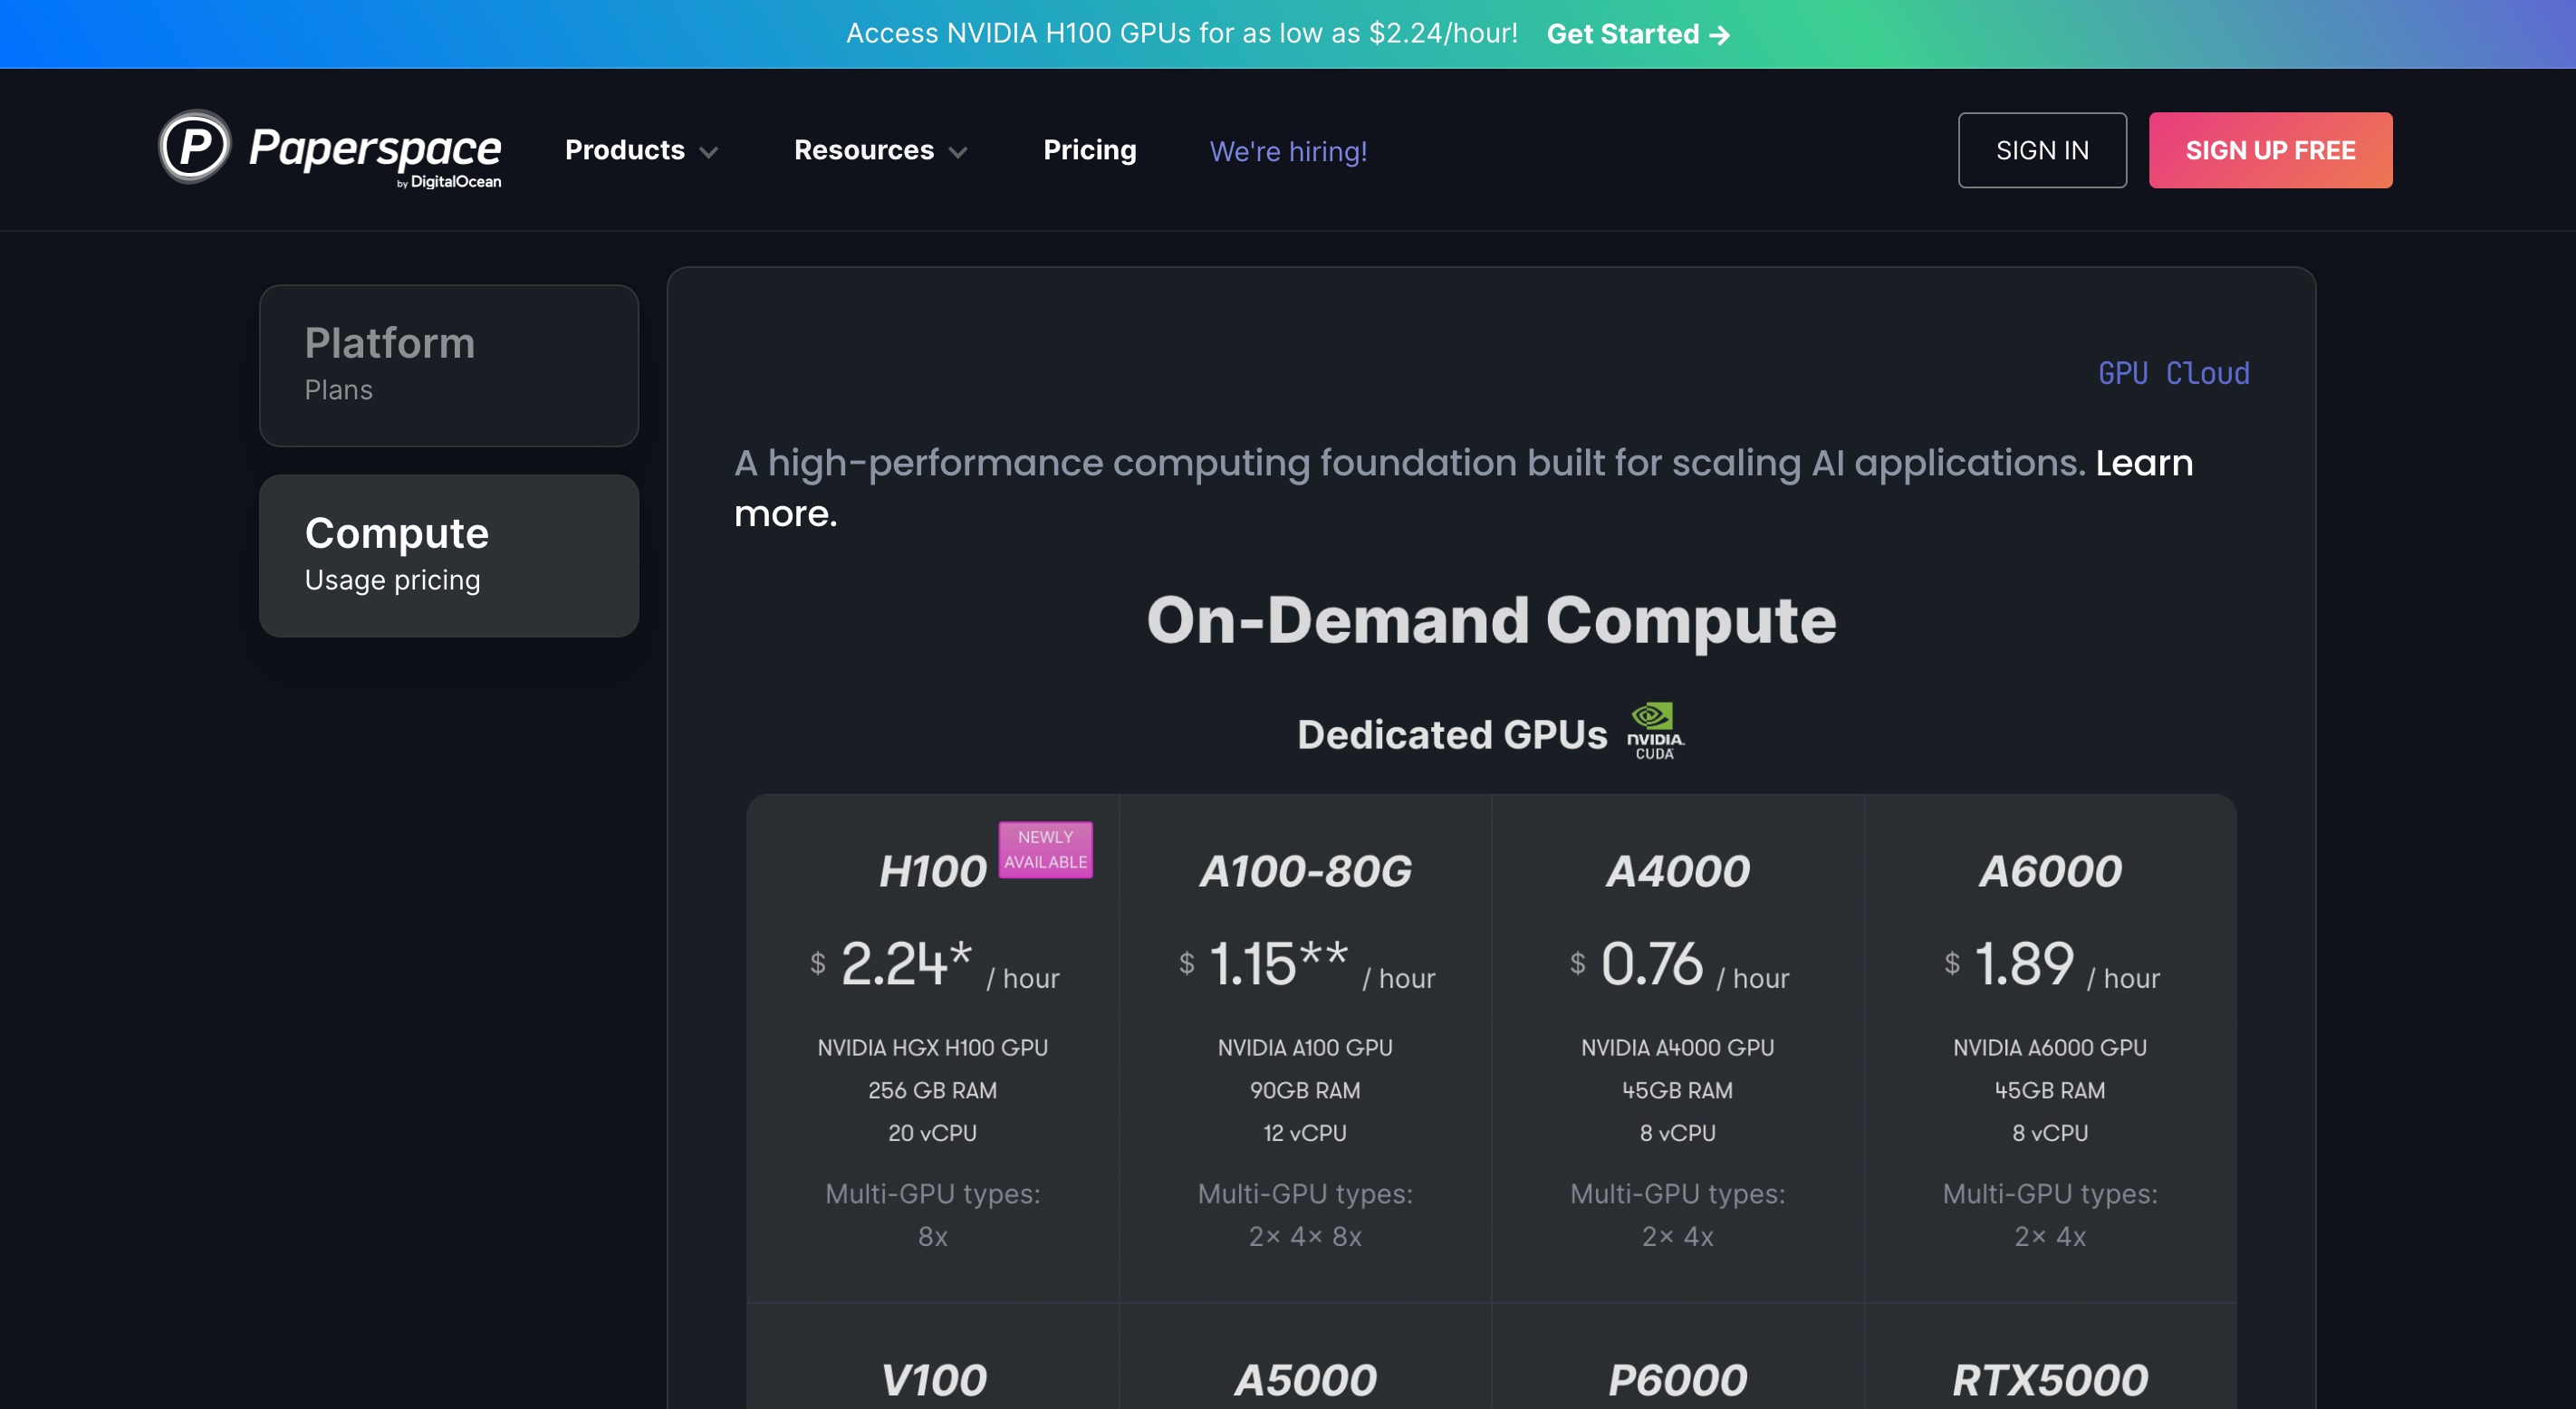 Access NVIDIA H100 GPUs for as low as $2.24/hour! Get Started →
P Paperspace
by DigitalOcean
Products
Resources
Pricing
We're hiring!
SIGN IN
SIGN UP FREE
Platform
Plans
Compute
Usage pricing
GPU Cloud
A high-performance computing foundation built for scaling AI applications. Learn
more.
On-Demand Compute
Dedicated GPUs
NVIDIA.
CUDA
H100
NEWLY
AVAILABLE
$ 2.24* / hour
NVIDIA HGX H100 GPU
256 GB RAM
20 vCPU
Multi-GPU types:
8x
A100-80G
$ 1.15** / hour
NVIDIA A100 GPU
90GB RAM
12 vCPU
Multi-GPU types:
2× 4× 8x
A4000
$ 0.76 / hour
NVIDIA A4000 GPU
45GB RAM
8 vCPU
Multi-GPU types:
2× 4x
A6000
$ 1.89 / hour
NVIDIA A6000 GPU
45GB RAM
8 vCPU
Multi-GPU types:
2× 4x
V100
A5000
P6000
RTX5000